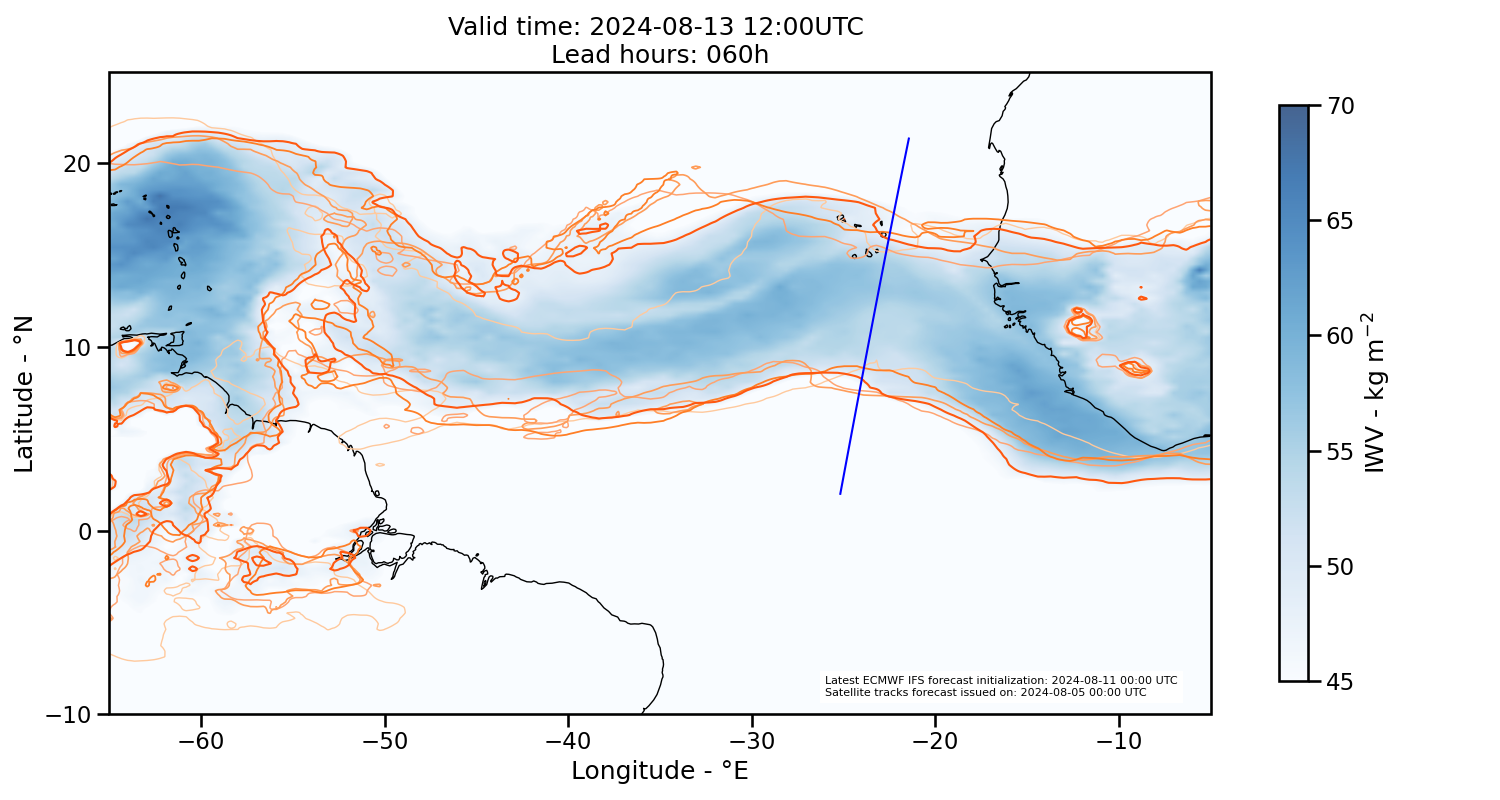 Valid time: 2024-08-13 12:00UTC
Lead hours: 060h
Latitude - °N
20
10
0
−10
−60
−50
−40
−30
−20
−10
Longitude - °E
Latest ECMWF IFS forecast initialization: 2024-08-11 00:00 UTC
Satellite tracks forecast issued on: 2024-08-05 00:00 UTC
70
65
60
55
50
45
IWV - kg m⁻²